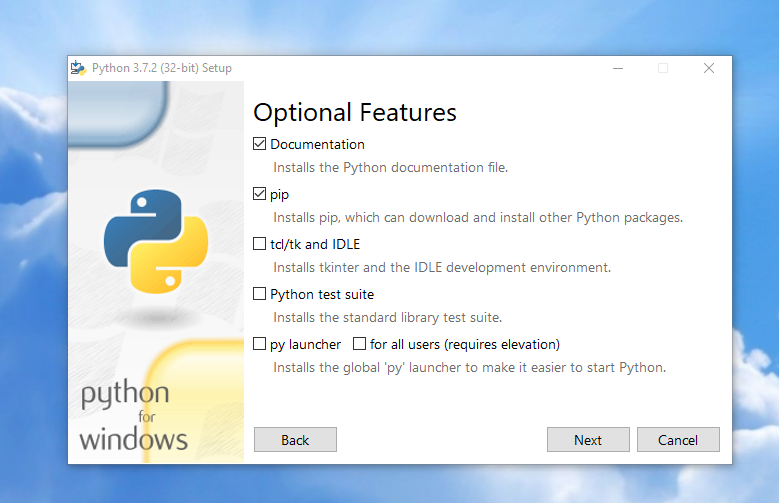 Python 3.7.2 (32-bit) Setup
Optional Features
Documentation
Installs the Python documentation file.
pip
Installs pip, which can download and install other Python packages.
tcl/tk and IDLE
Installs tkinter and the IDLE development environment.
Python test suite
Installs the standard library test suite.
py launcher for all users (requires elevation)
Installs the global 'py' launcher to make it easier to start Python.
python
for
windows
Back Next Cancel